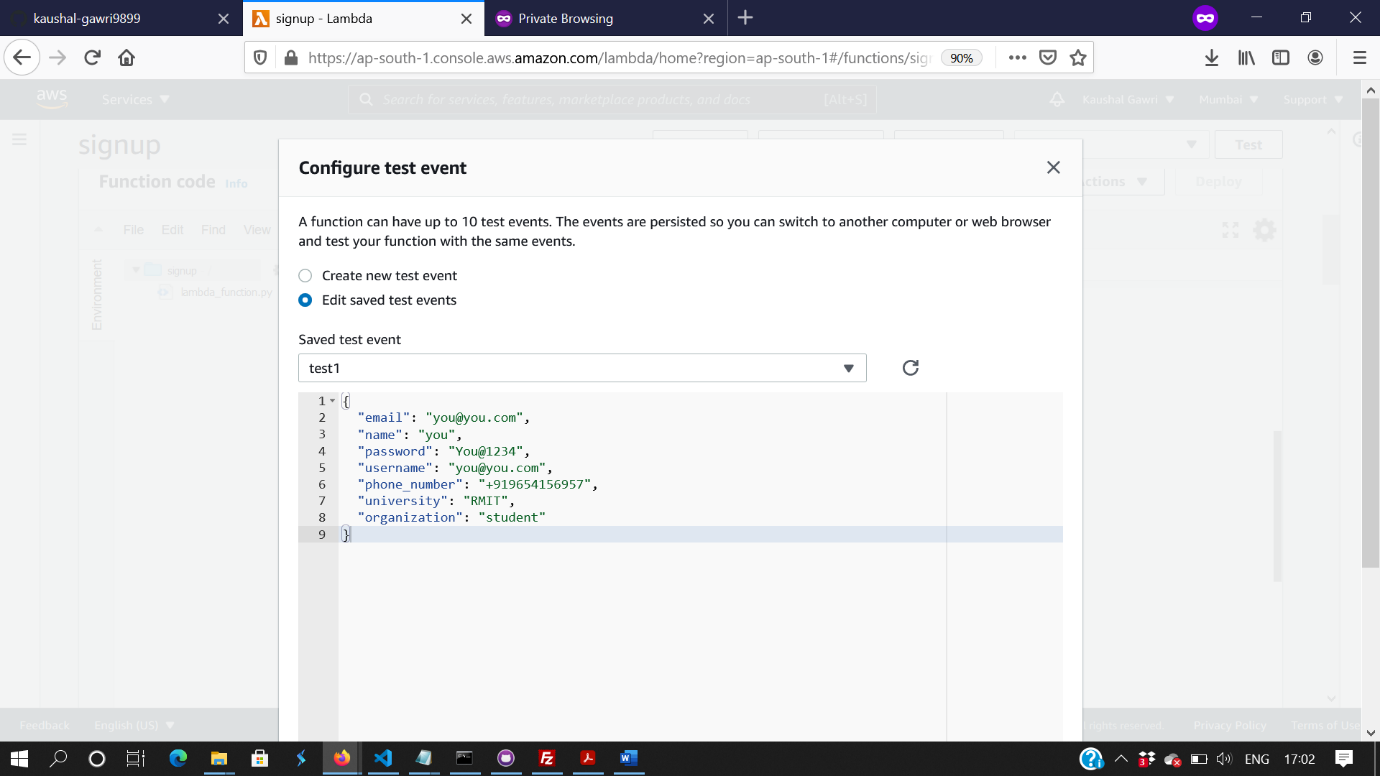 kaushal-gawri9899
signup - Lambda
Private Browsing
https://ap-south-1.console.aws.amazon.com/lambda/home?region=ap-south-1#/functions/sig
90%
aws
Services
Search for services, features, marketplace products, and docs
[Alt+S]
Kaushal Gawri
Mumbai
Support
signup
Test
Function code
Info
Deploy
File
Edit
Find
View
Environment
signup
lambda_function.py
Configure test event
A function can have up to 10 test events. The events are persisted so you can switch to another computer or web browser
and test your function with the same events.
Create new test event
Edit saved test events
Saved test event
test1
1 {
2 "email": "you@you.com",
3 "name": "you",
4 "password": "You@1234",
5 "username": "you@you.com",
6 "phone_number": "+919654156957",
7 "university": "RMIT",
8 "organization": "student"
9 }
Feedback
English (US)
rights reserved.
Privacy Policy
Terms of Use
W
3
ENG
17:02